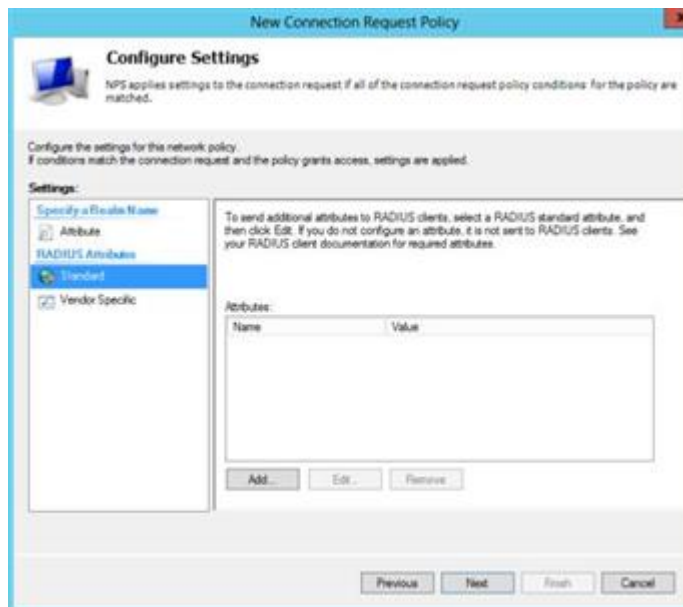 New Connection Request Policy
Configure Settings
NPS applies settings to the connection request if all of the connection request policy conditions for the policy are
matched.
Configure the settings for this network policy.
If conditions match the connection request and the policy grants access, settings are applied.
Settings:
Specify a Realm Name
Attribute
RADIUS Attributes
Standard
Vendor Specific
To send additional attributes to RADIUS clients, select a RADIUS standard attribute, and
then click Edit. If you do not configure an attribute, it is not sent to RADIUS clients. See
your RADIUS client documentation for required attributes.
Attributes:
Name Value
Add... Edit... Remove
Previous Next Finish Cancel